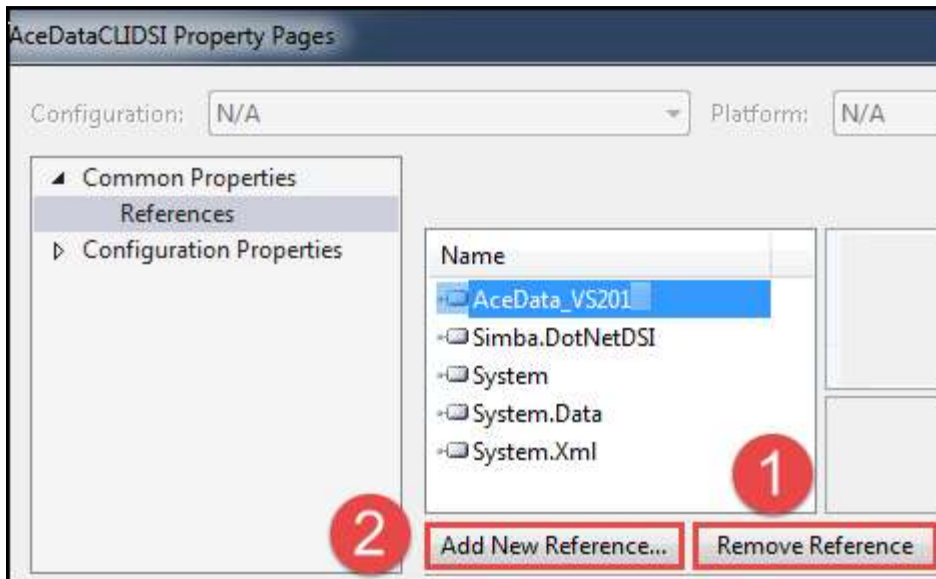 AceDataCLIDSI Property Pages
Configuration: N/A Platform: N/A
Common Properties
References
Configuration Properties
Name
AceData_VS201
Simba.DotNetDSI
System
System.Data
System.Xml
1
2
Add New Reference... Remove Reference